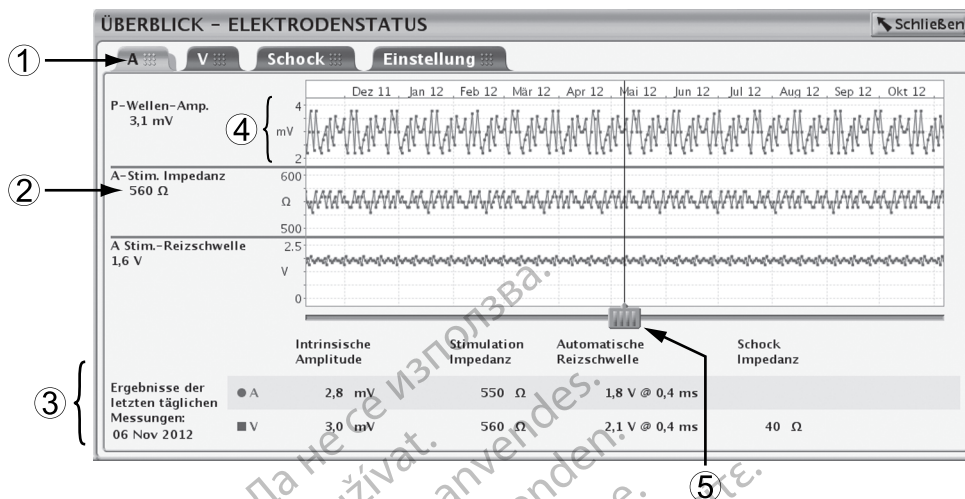 ÜBERBLICK – ELEKTRODENSTATUS
Schließen
A
V
Schock
Einstellung
1
Dez 11 Jan 12 Feb 12 Mär 12 Apr 12 Mai 12 Jun 12 Jul 12 Aug 12 Sep 12 Okt 12
P-Wellen-Amp.
3,1 mV
4
4
mV
2
A-Stim. Impedanz
560 Ω
2
600
Ω
500
A Stim.-Reizschwelle
1,6 V
2.5
V
0
Intrinsische Amplitude
Stimulation Impedanz
Automatische Reizschwelle
Schock Impedanz
3
Ergebnisse der letzten täglichen Messungen:
06 Nov 2012
A 2,8 mV 550 Ω 1,8 V @ 0,4 ms
V 3,0 mV 560 Ω 2,1 V @ 0,4 ms 40 Ω
5
Да не се използва.